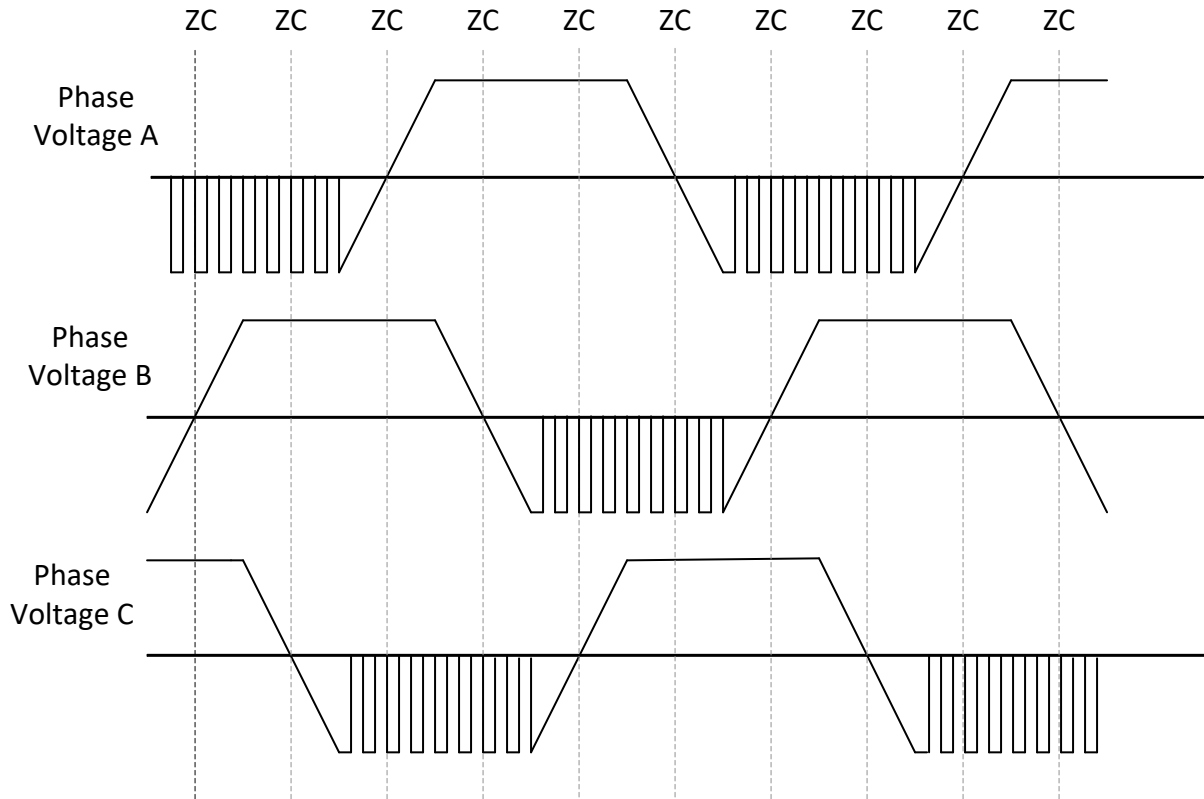 ZC ZC ZC ZC ZC ZC ZC ZC ZC ZC
Phase
Voltage A
Phase
Voltage B
Phase
Voltage C